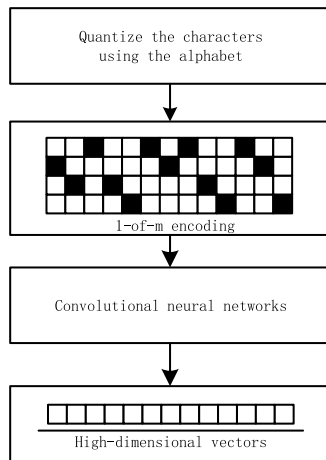 Quantize the characters
using the alphabet
1-of-m encoding
Convolutional neural networks
High-dimensional vectors